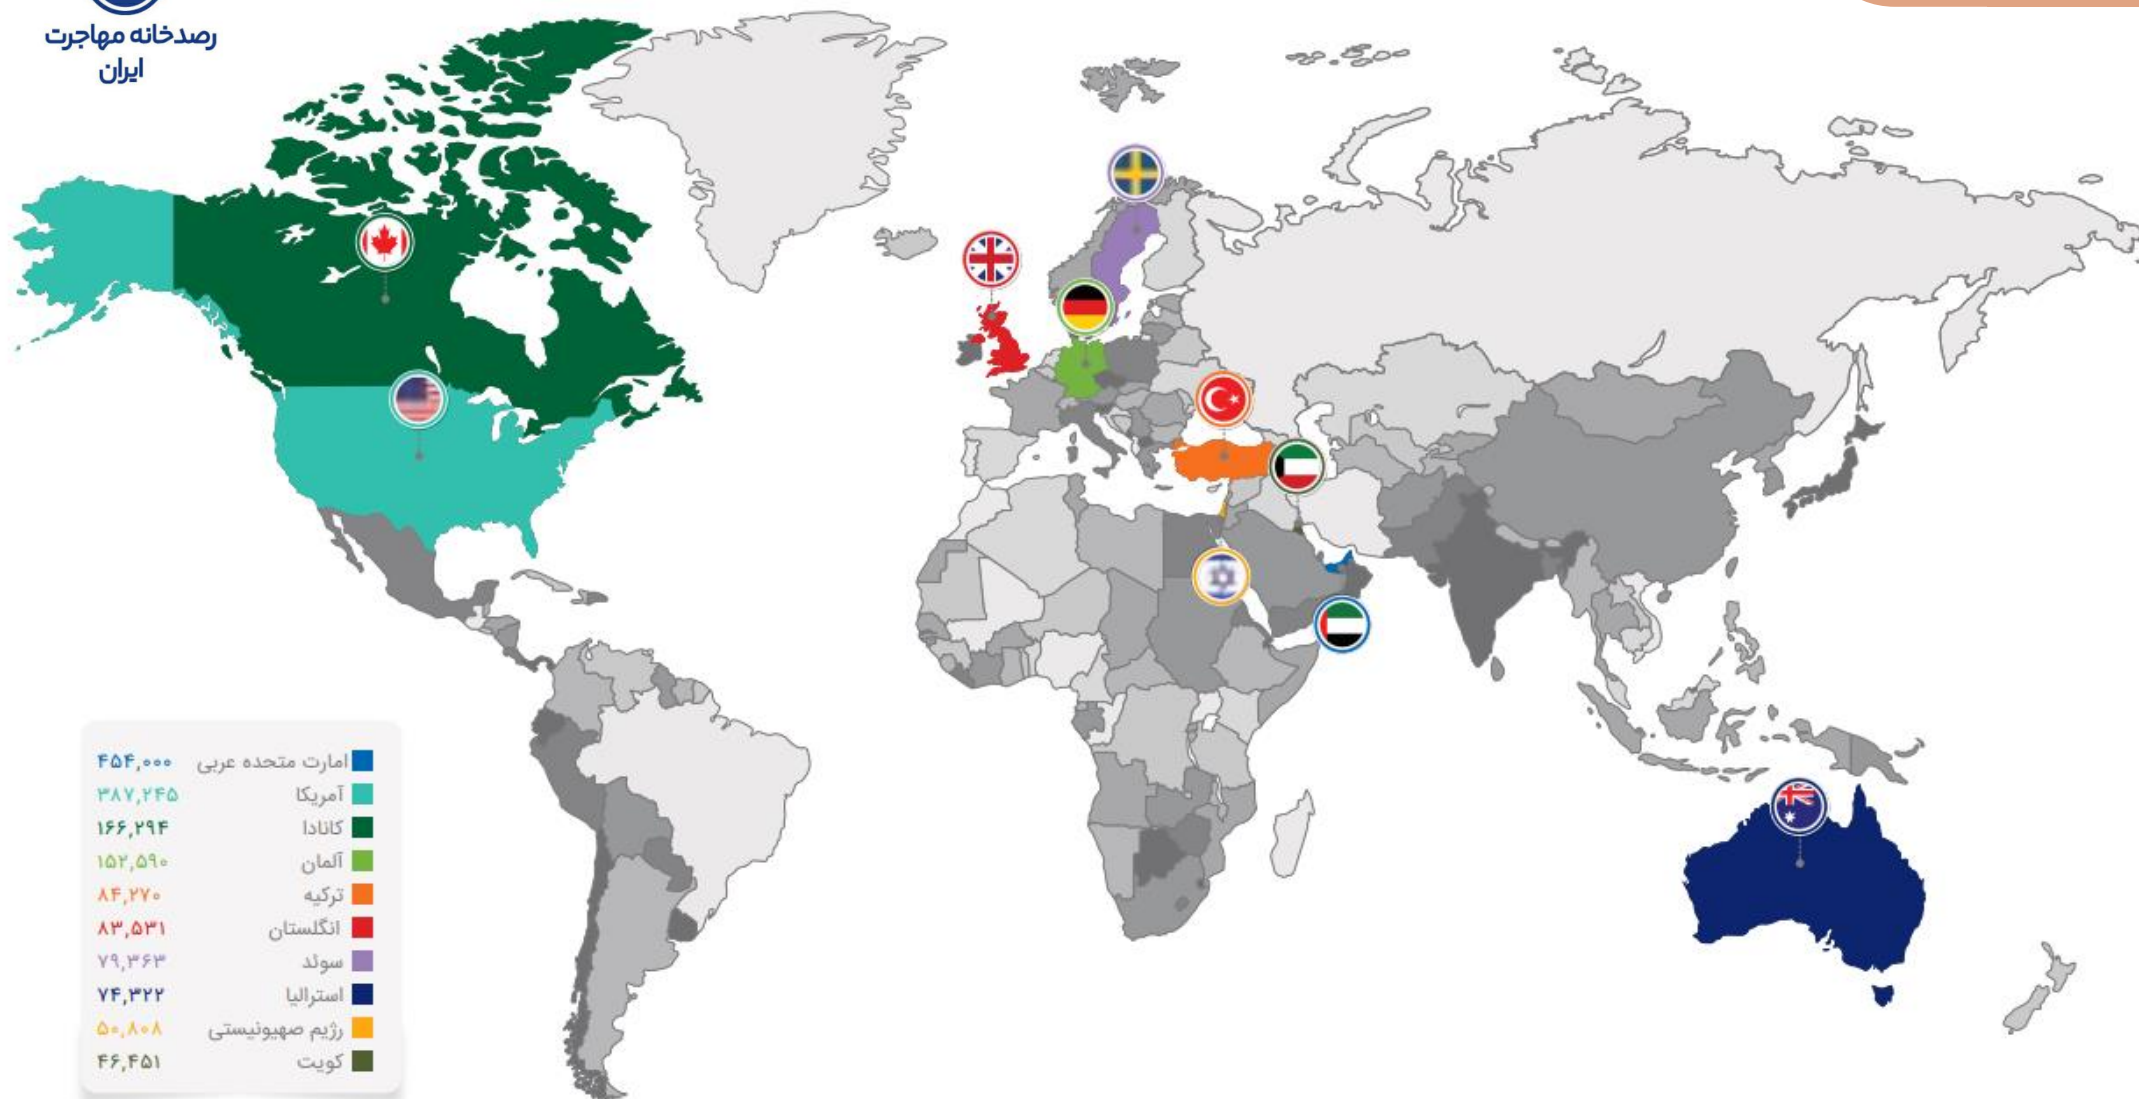 رصدخانه مهاجرت
ایران
امارت متحده عربی ۴۵۴,۰۰۰
آمریکا ۳۸۷,۲۴۵
کانادا ۱۶۶,۲۹۴
آلمان ۱۵۲,۵۹۰
ترکیه ۸۴,۲۷۰
انگلستان ۸۳,۵۳۱
سوئد ۷۹,۳۶۳
استرالیا ۷۴,۳۲۲
رژیم صهیونیستی ۵۰,۸۰۸
کویت ۴۶,۴۵۱